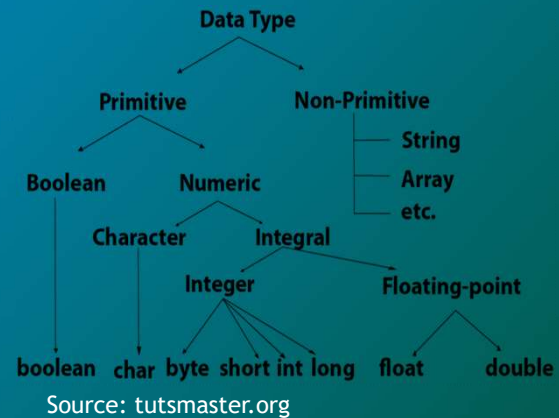 Data Type
Primitive Non-Primitive
String
Boolean Numeric Array
etc.
Character Integral
Integer Floating-point
boolean char byte short int long float double
Source: tutsmaster.org